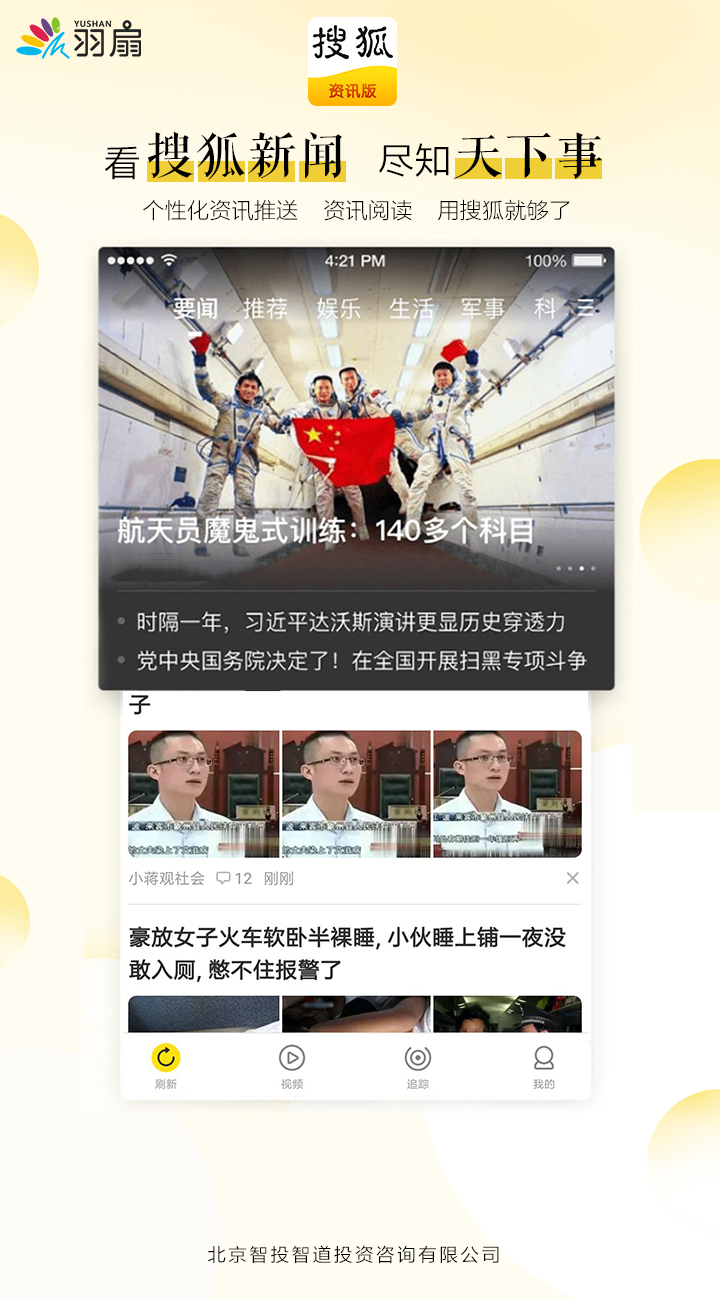 YUSHAN
羽扇
搜狐
资讯版
看搜狐新闻 尽知天下事
个性化资讯推送 资讯阅读 用搜狐就够了
4:21 PM 100%
要闻 推荐 娱乐 生活 军事 科
航天员魔鬼式训练：140多个科目
时隔一年，习近平达沃斯演讲更显历史穿透力
党中央国务院决定了！在全国开展扫黑专项斗争
子
小蒋观社会 12 刚刚
豪放女子火车软卧半裸睡, 小伙睡上铺一夜没
敢入厕, 憋不住报警了
刷新 视频 追踪 我的
北京智投智道投资咨询有限公司